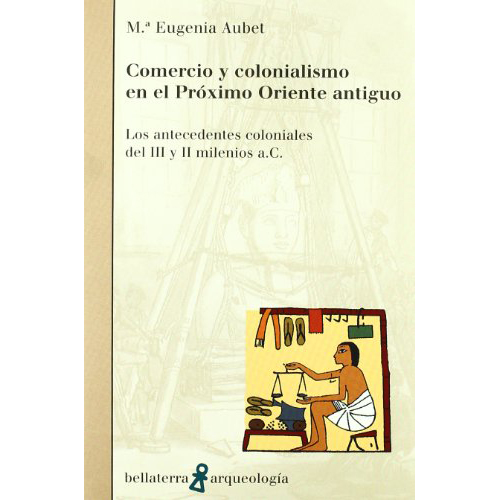 M.ª Eugenia Aubet
Comercio y colonialismo
en el Próximo Oriente antiguo
Los antecedentes coloniales
del III y II milenios a.C.
bellaterra arqueología